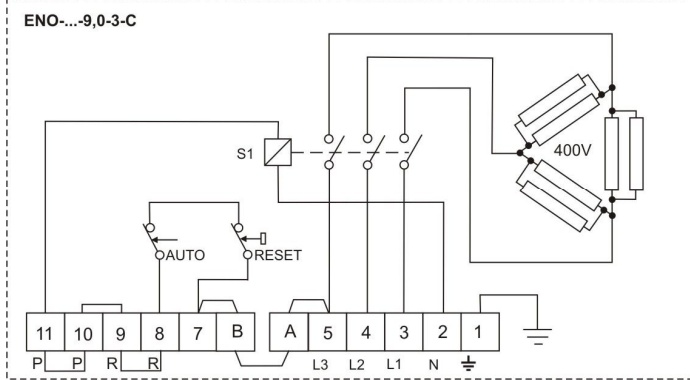 ENO-...-9,0-3-C
S1
400V
AUTO
RESET
11 10 9 8 7 B A 5 4 3 2 1
P P R R L3 L2 L1 N